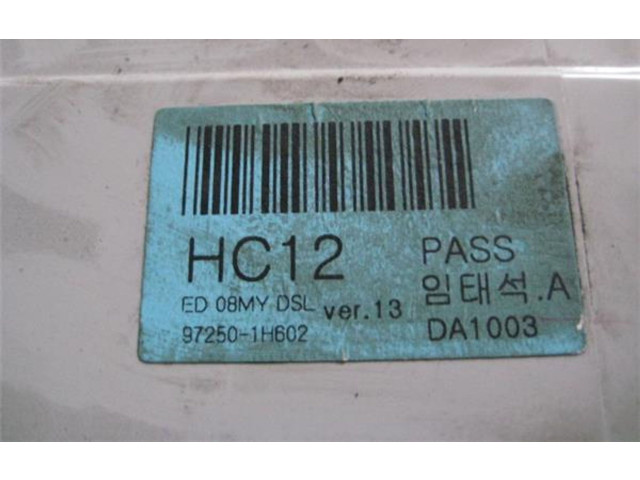 HC12 PASS
ED 08MY DSL ver.13 임태석.A
97250-1H602 DA1003